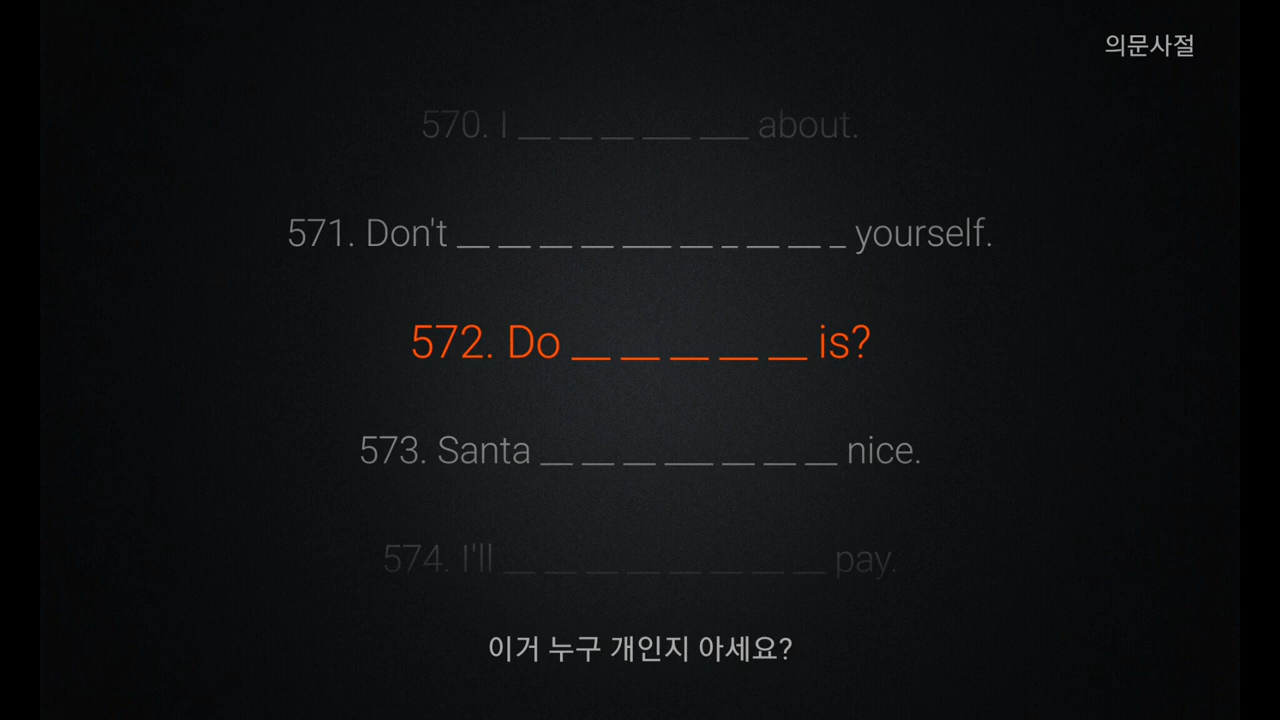 의문사절
570. I __ __ __ ___ ___ about.
571. Don't __ __ __ __ ___ __ _ __ __ _ yourself.
572. Do __ __ __ __ __ is?
573. Santa __ __ __ ___ __ __ __ nice.
574. I'll __ __ __ __ __ __ __ __ pay.
이거 누구 개인지 아세요?